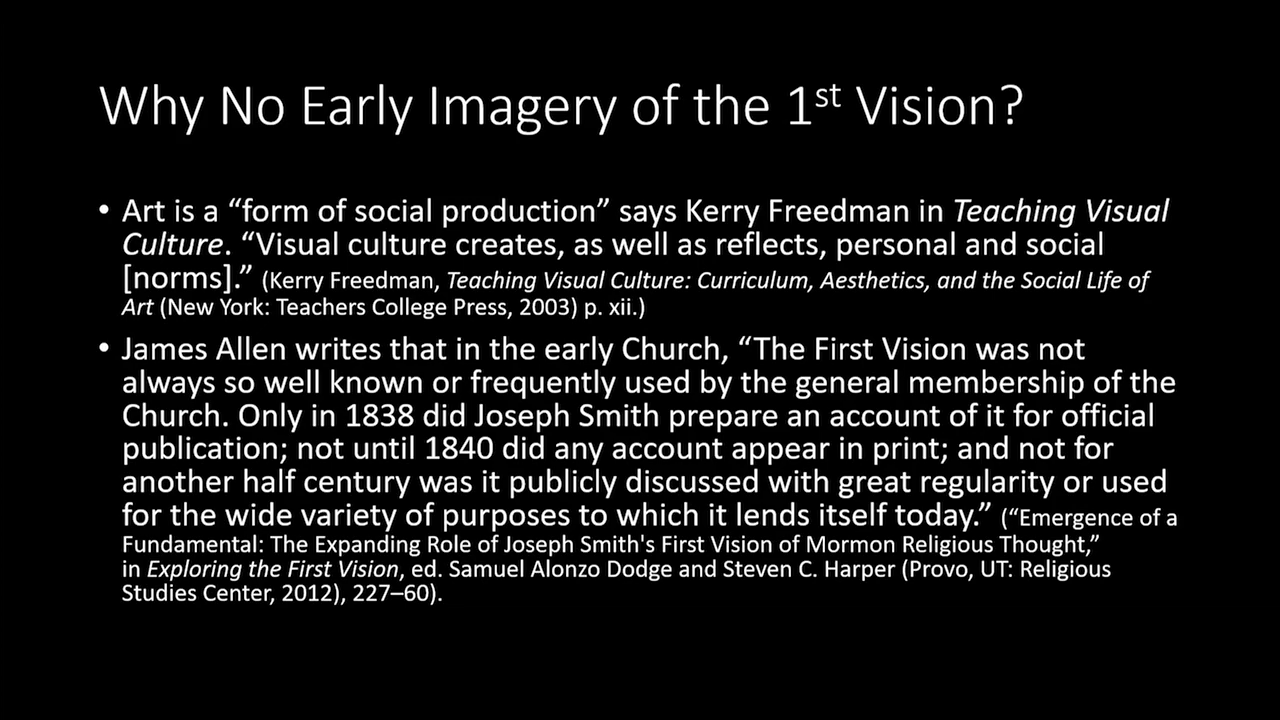 Why No Early Imagery of the 1st Vision?
• Art is a “form of social production” says Kerry Freedman in Teaching Visual
Culture. “Visual culture creates, as well as reflects, personal and social
[norms].” (Kerry Freedman, Teaching Visual Culture: Curriculum, Aesthetics, and the Social Life of
Art (New York: Teachers College Press, 2003) p. xii.)
• James Allen writes that in the early Church, “The First Vision was not
always so well known or frequently used by the general membership of the
Church. Only in 1838 did Joseph Smith prepare an account of it for official
publication; not until 1840 did any account appear in print; and not for
another half century was it publicly discussed with great regularity or used
for the wide variety of purposes to which it lends itself today.” (“Emergence of a
Fundamental: The Expanding Role of Joseph Smith's First Vision of Mormon Religious Thought,”
in Exploring the First Vision, ed. Samuel Alonzo Dodge and Steven C. Harper (Provo, UT: Religious
Studies Center, 2012), 227–60).